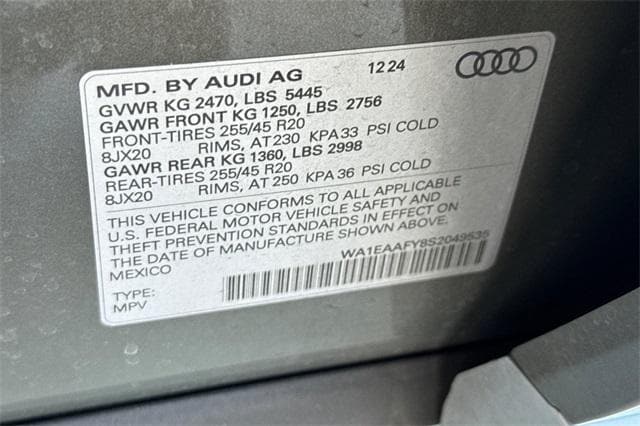 MFD. BY AUDI AG 12 24
GVWR KG 2470, LBS 5445
GAWR FRONT KG 1250, LBS 2756
FRONT-TIRES 255/45 R20
8JX20 RIMS, AT 230 KPA 33 PSI COLD
GAWR REAR KG 1360, LBS 2998
REAR-TIRES 255/45 R20
8JX20 RIMS, AT 250 KPA 36 PSI COLD
THIS VEHICLE CONFORMS TO ALL APPLICABLE
U.S. FEDERAL MOTOR VEHICLE SAFETY AND
THEFT PREVENTION STANDARDS IN EFFECT ON
THE DATE OF MANUFACTURE SHOWN ABOVE.
MEXICO WA1EAAFY8S2049535
TYPE:
MPV